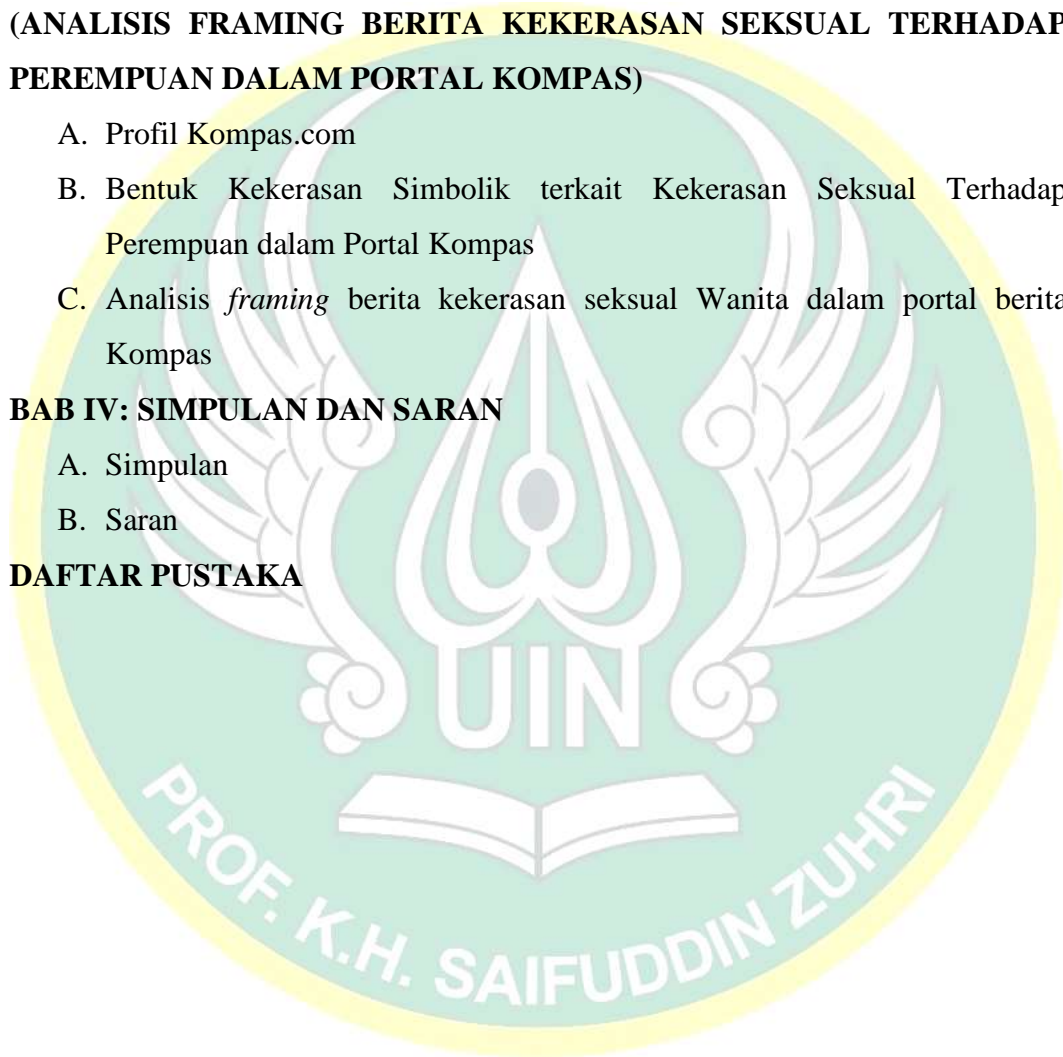 (ANALISIS FRAMING BERITA KEKERASAN SEKSUAL TERHADAP
PEREMPUAN DALAM PORTAL KOMPAS)
A. Profil Kompas.com
B. Bentuk Kekerasan Simbolik terkait Kekerasan Seksual Terhadap
Perempuan dalam Portal Kompas
C. Analisis framing berita kekerasan seksual Wanita dalam portal berita
Kompas
BAB IV: SIMPULAN DAN SARAN
A. Simpulan
B. Saran
DAFTAR PUSTAKA
UIN
PROF. K.H. SAIFUDDIN ZUHRI